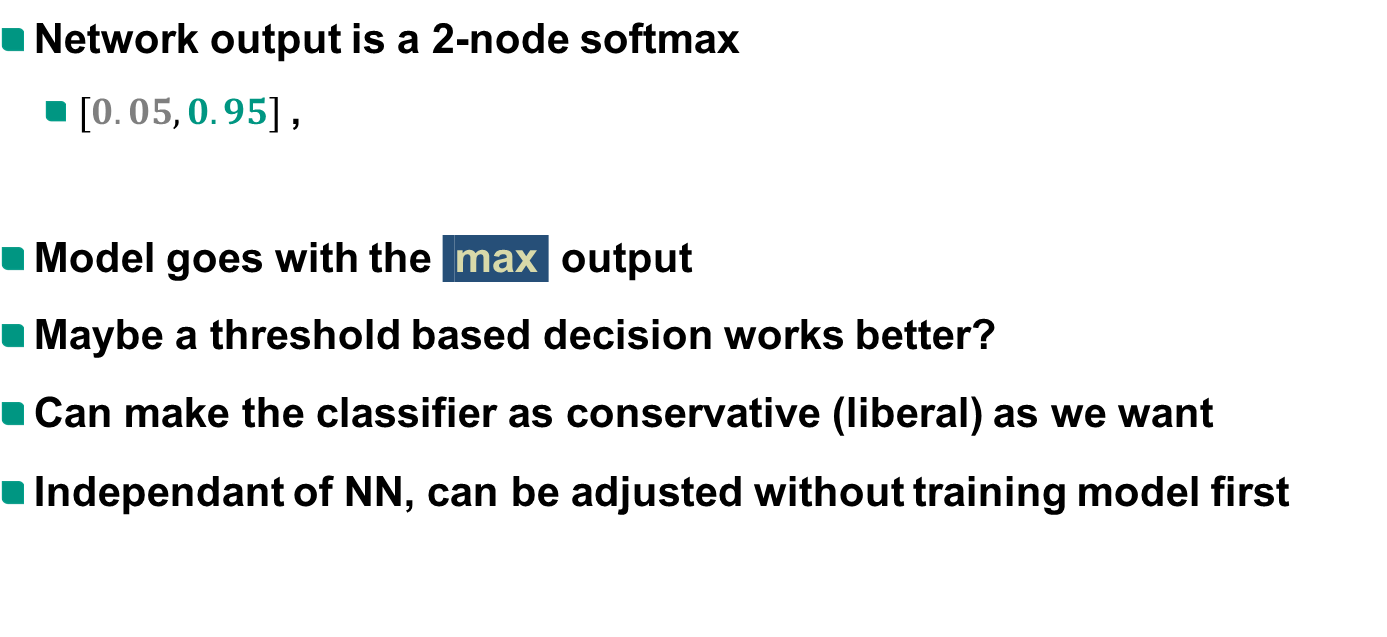 Network output is a 2-node softmax
[0.05, 0.95] ,
Model goes with the max output
Maybe a threshold based decision works better?
Can make the classifier as conservative (liberal) as we want
Independant of NN, can be adjusted without training model first